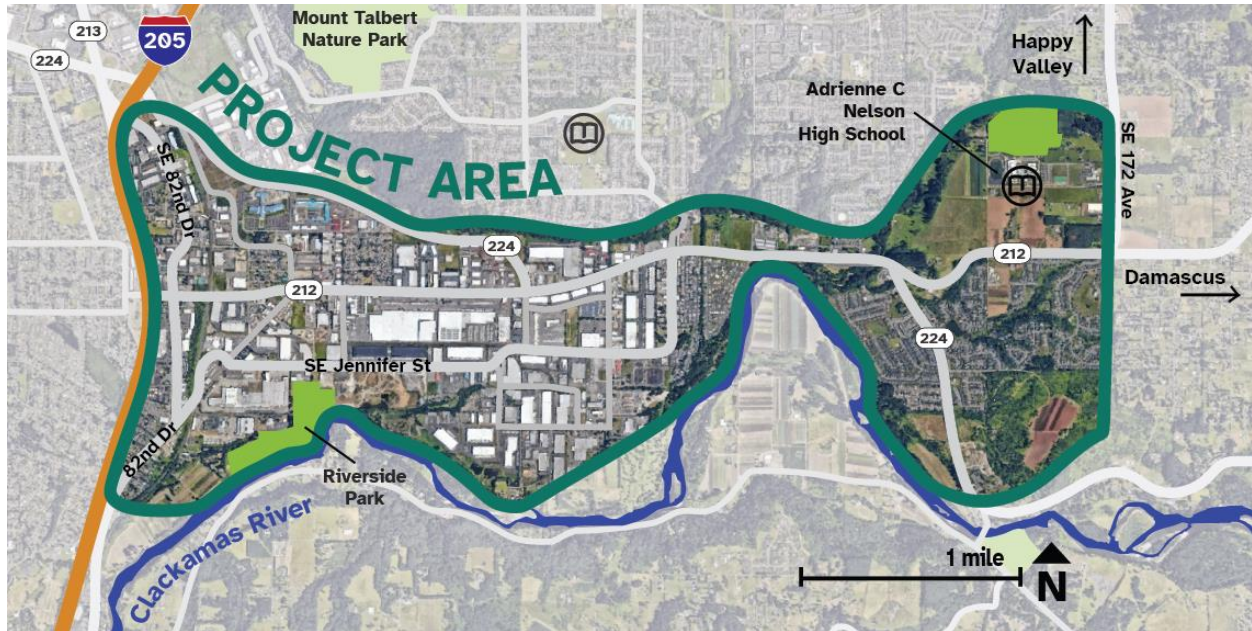 Mount Talbert
Nature Park
213
224
205
Happy
Valley
Adrienne C
Nelson
High School
PROJECT AREA
SE 82nd Dr
SE 172 Ave
224
212
212
Damascus
224
SE Jennifer St
82nd Dr
Riverside
Park
Clackamas River
1 mile
N